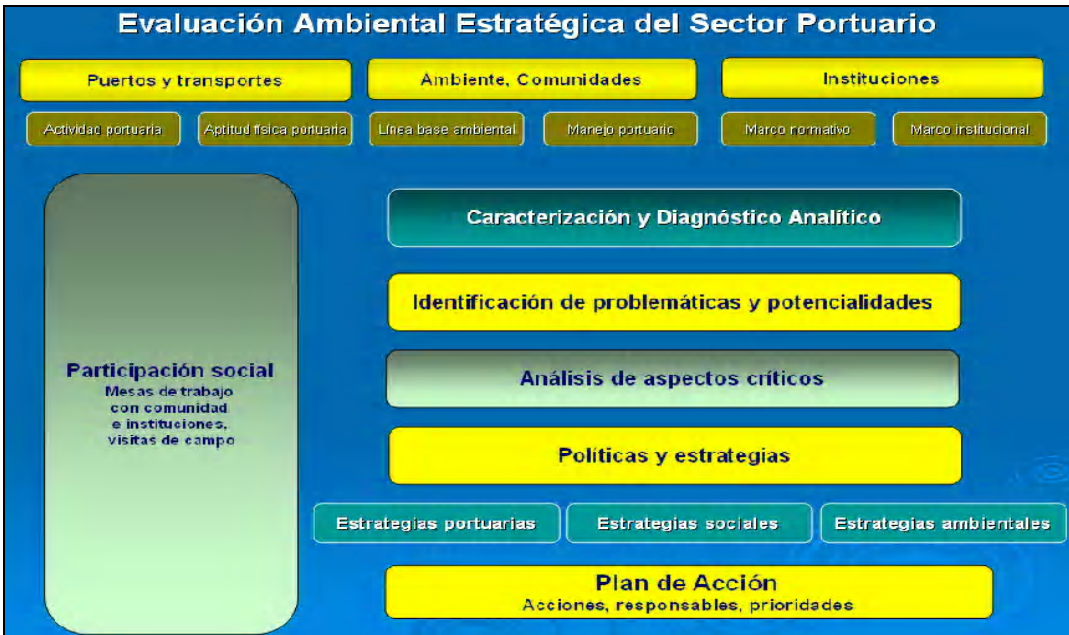 Evaluación Ambiental Estratégica del Sector Portuario
Puertos y transportes
Ambiente, Comunidades
Instituciones
Actividad portuaria
Aptitud física portuaria
Línea base ambiental
Manejo portuario
Marco normativo
Marco institucional
Caracterización y Diagnóstico Analítico
Identificación de problemáticas y potencialidades
Participación social
Mesas de trabajo
con comunidad
e instituciones,
visitas de campo
Análisis de aspectos críticos
Políticas y estrategias
Estrategias portuarias
Estrategias sociales
Estrategias ambientales
Plan de Acción
Acciones, responsables, prioridades